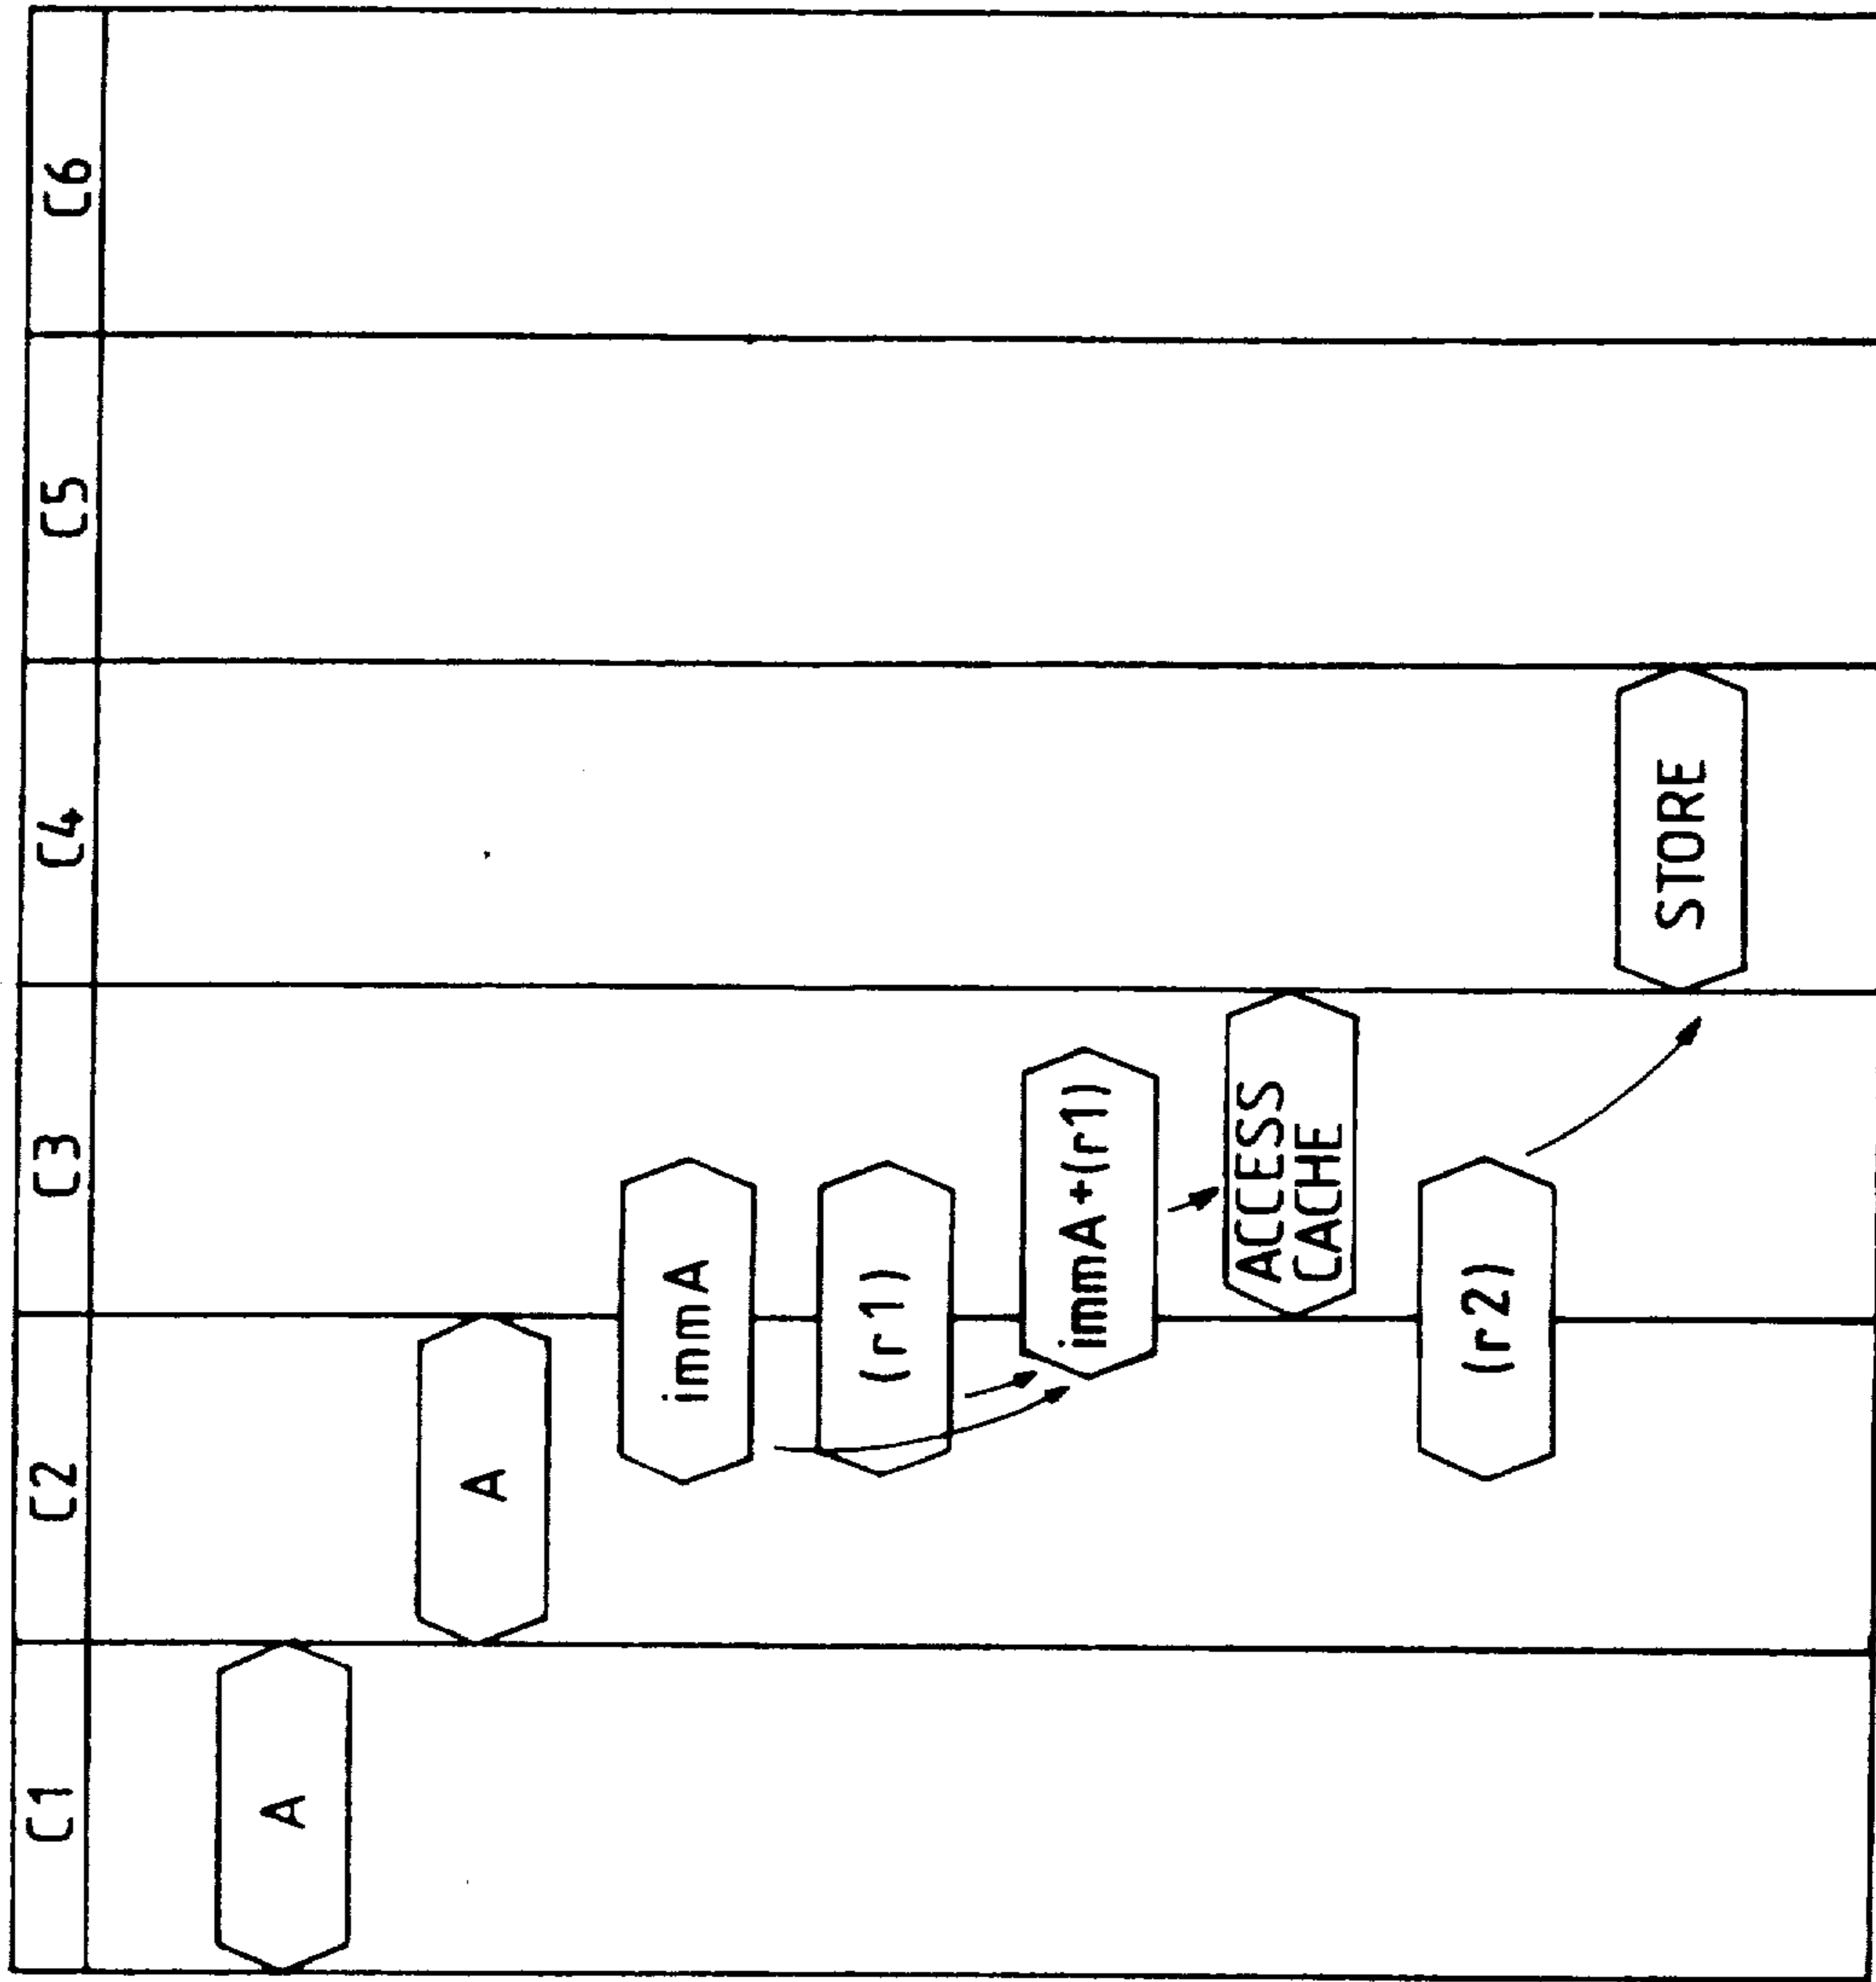 C1
C2
C3
C4
C5
C6
A
A
immA
(r1)
immA+(r1)
ACCESS
CACHE
(r2)
STORE